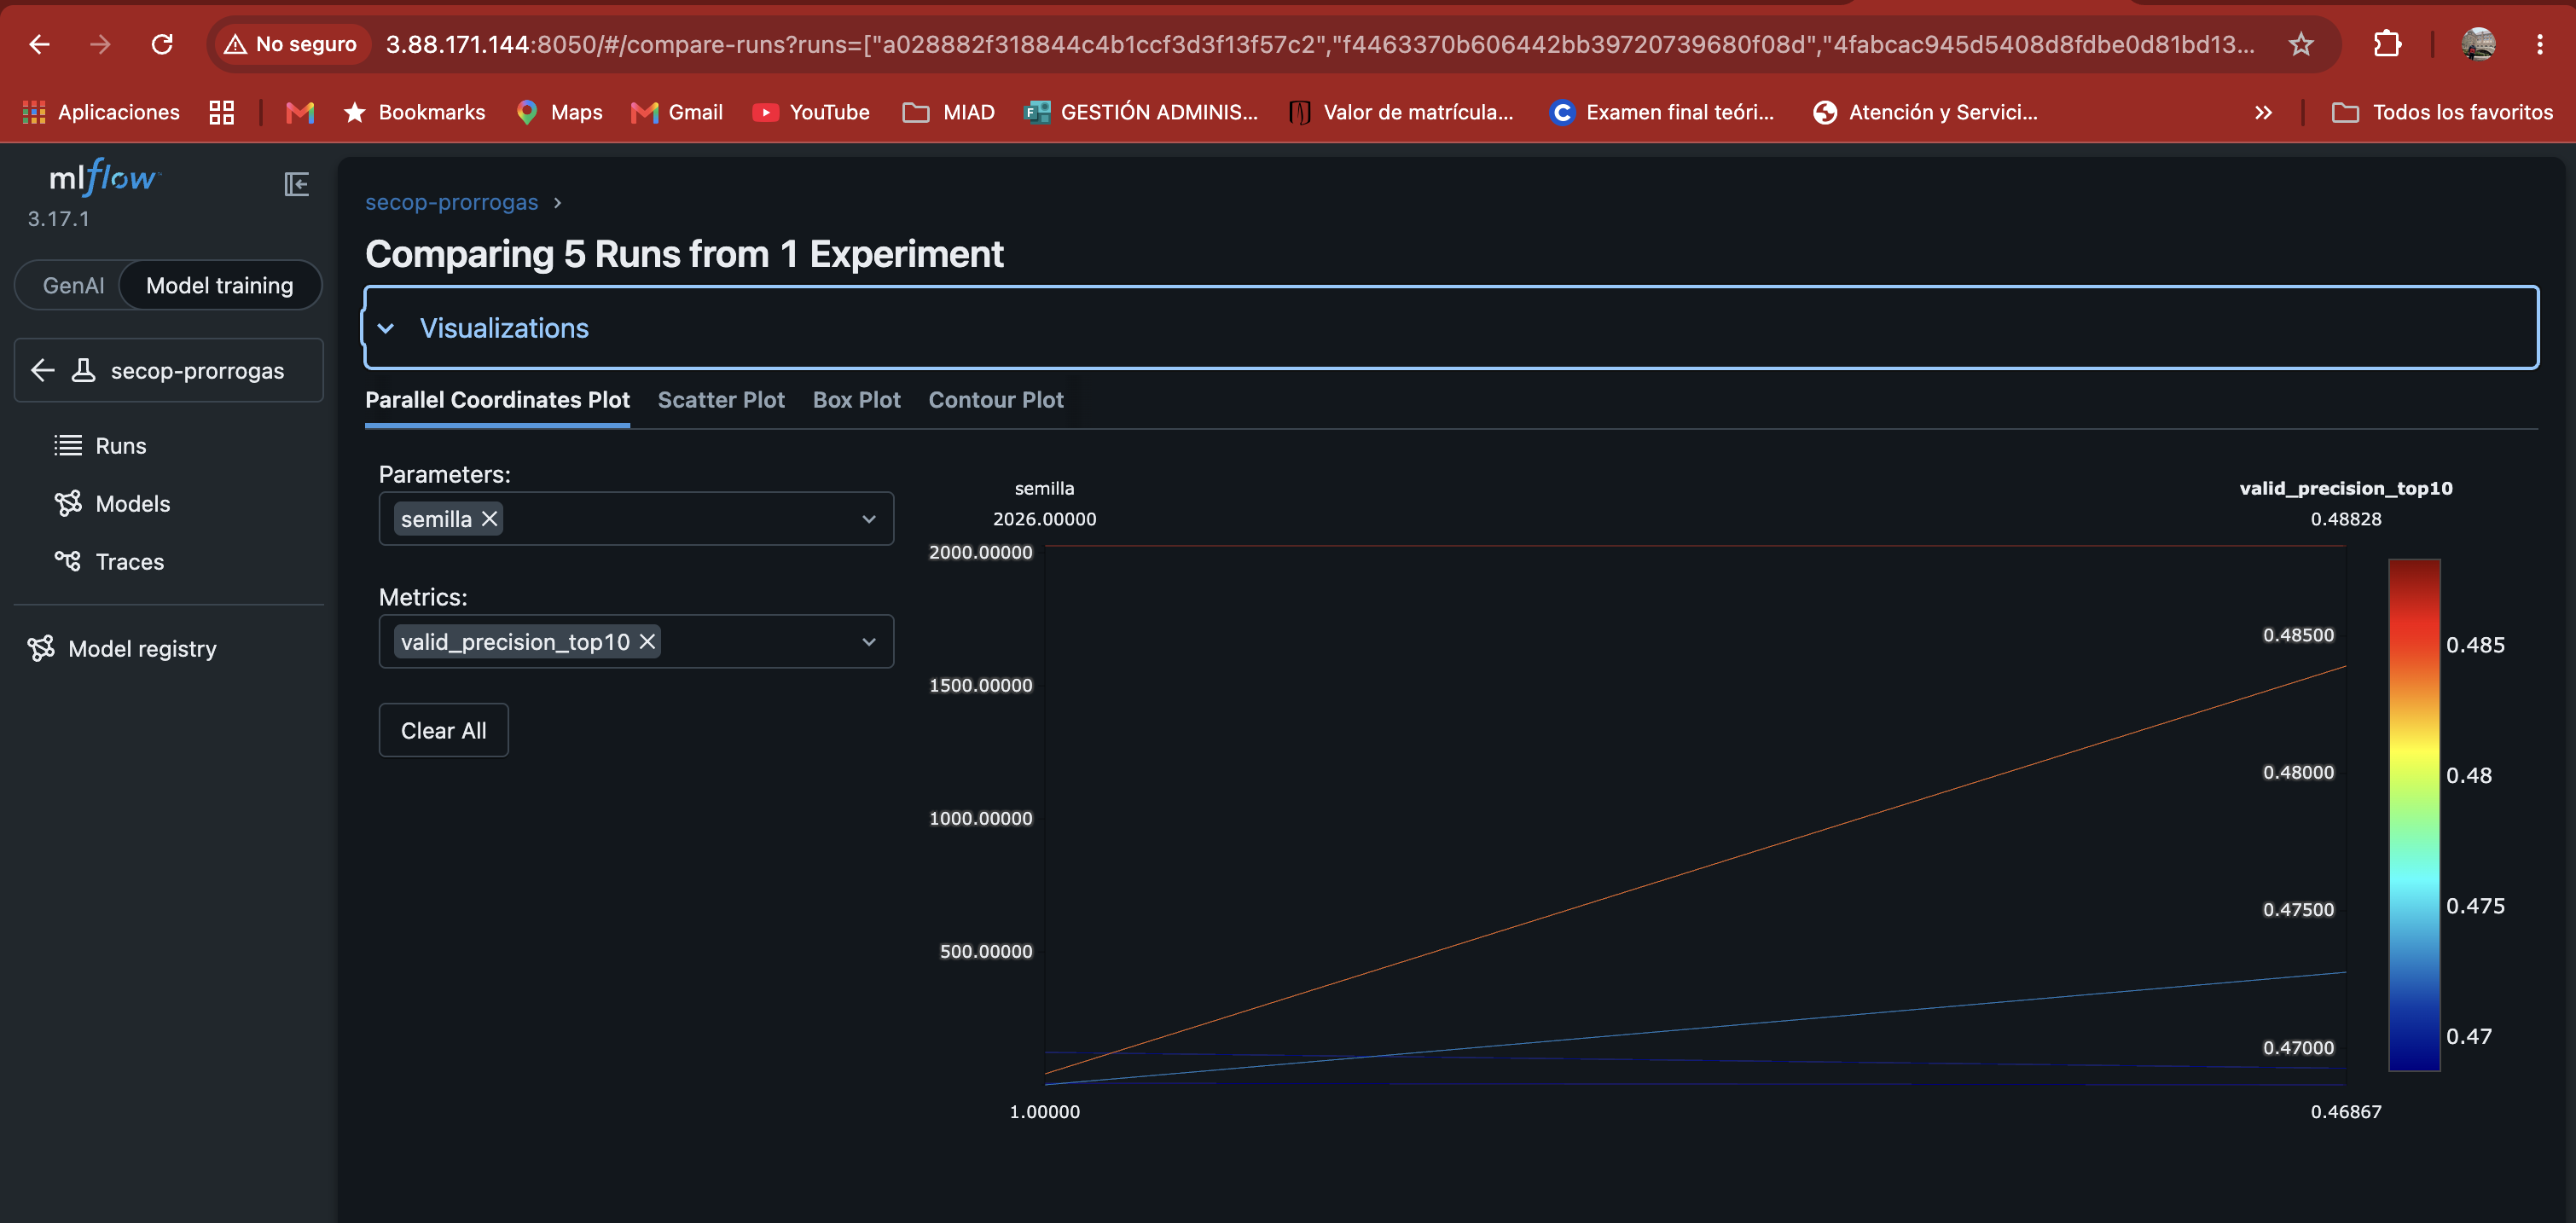 No seguro
3.88.171.144:8050/#/compare-runs?runs=["a028882f318844c4b1ccf3d3f13f57c2","f4463370b606442bb39720739680f08d","4fabcac945d5408d8fdbe0d81bd13...
Aplicaciones
Bookmarks
Maps
Gmail
YouTube
MIAD
GESTIÓN ADMINIS...
Valor de matrícula...
Examen final teóri...
Atención y Servici...
Todos los favoritos
mlflow
3.17.1
GenAI
Model training
secop-prorrogas
Runs
Models
Traces
Model registry
secop-prorrogas
Comparing 5 Runs from 1 Experiment
Visualizations
Parallel Coordinates Plot
Scatter Plot
Box Plot
Contour Plot
Parameters:
semilla
Metrics:
valid_precision_top10
Clear All
semilla
2026.00000
2000.00000
1500.00000
1000.00000
500.00000
1.00000
valid_precision_top10
0.48828
0.48500
0.48000
0.47500
0.47000
0.46867
0.485
0.48
0.475
0.47